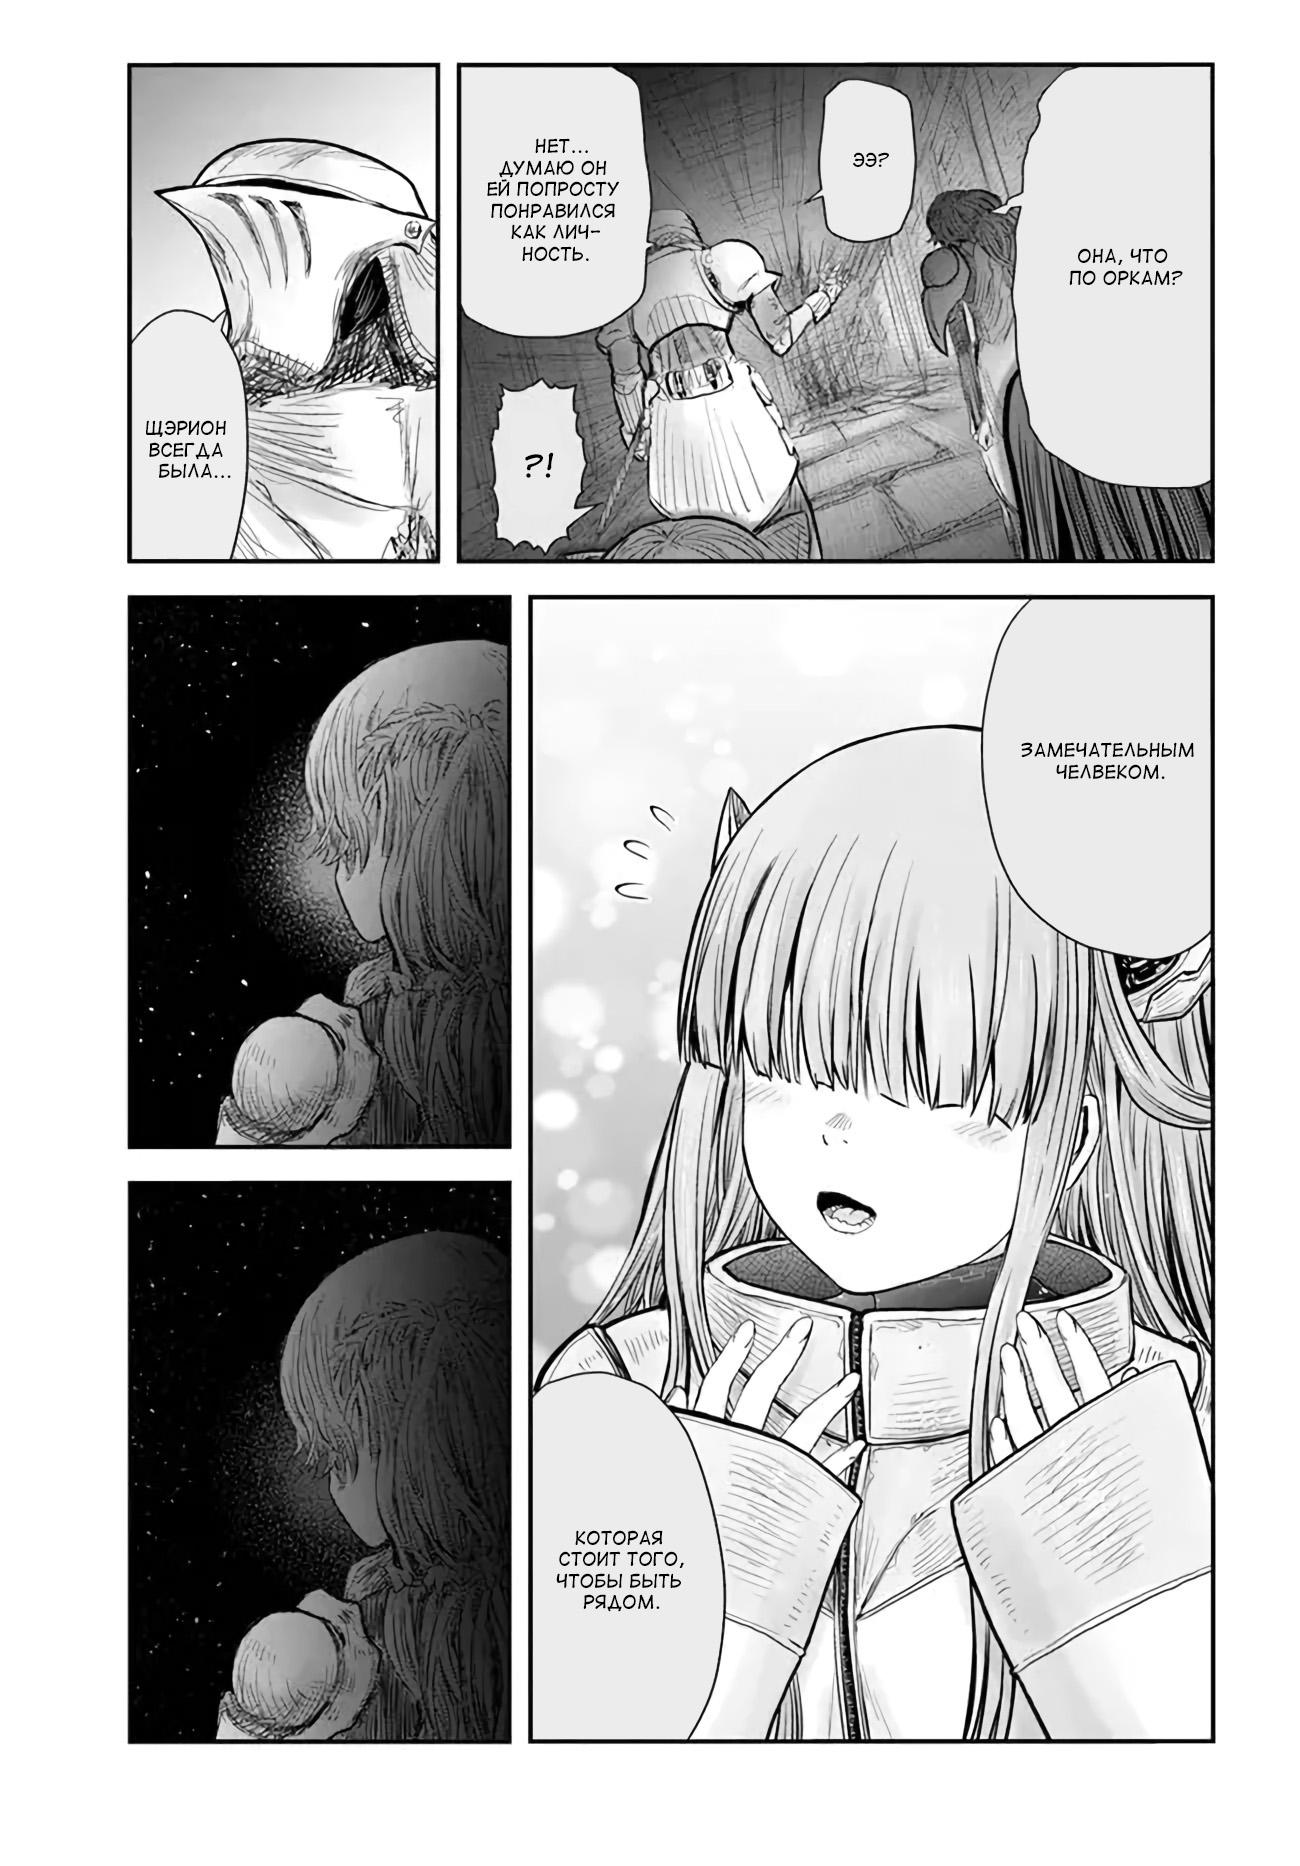 ОНА, ЧТО
ПО ОРКАМ?
ЭЭ?
НЕТ...
ДУМАЮ ОН
ЕЙ ПОПРОСТУ
ПОНРАВИЛСЯ
КАК ЛИЧ-
НОСТЬ.
?!
ЩЭРИОН
ВСЕГДА
БЫЛА...
ЗАМЕЧАТЕЛЬНЫМ
ЧЕЛВЕКОМ.
КОТОРАЯ
СТОИТ ТОГО,
ЧТОБЫ БЫТЬ
РЯДОМ.